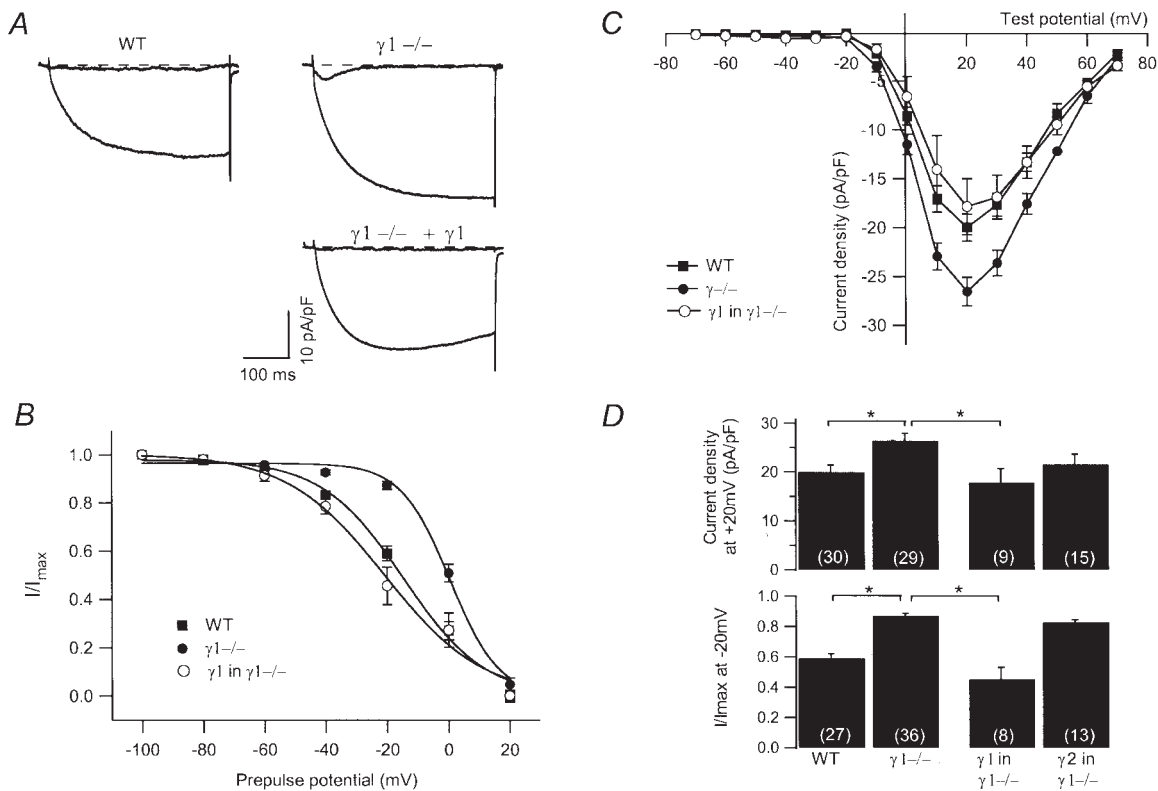 A
WT
γ1 −/−
γ1 −/− + γ1
10 pA/pF
100 ms
B
I/Imax
1.0
0.8
0.6
0.4
0.2
0.0
WT
γ1−/−
γ1 in γ1−/−
-100 -80 -60 -40 -20 0 20
Prepulse potential (mV)
C
Test potential (mV)
-80 -60 -40 -20 20 40 60 80
-5
-10
-15
-20
-25
-30
Current density (pA/pF)
WT
γ−/−
γ1 in γ1−/−
D
Current density
at +20mV (pA/pF)
30
20
10
0
* *
(30) (29) (9) (15)
I/Imax at -20mV
1.0
0.8
0.6
0.4
0.2
0.0
* *
(27) (36) (8) (13)
WT γ1−/− γ1 in γ2 in
γ1−/− γ1−/−